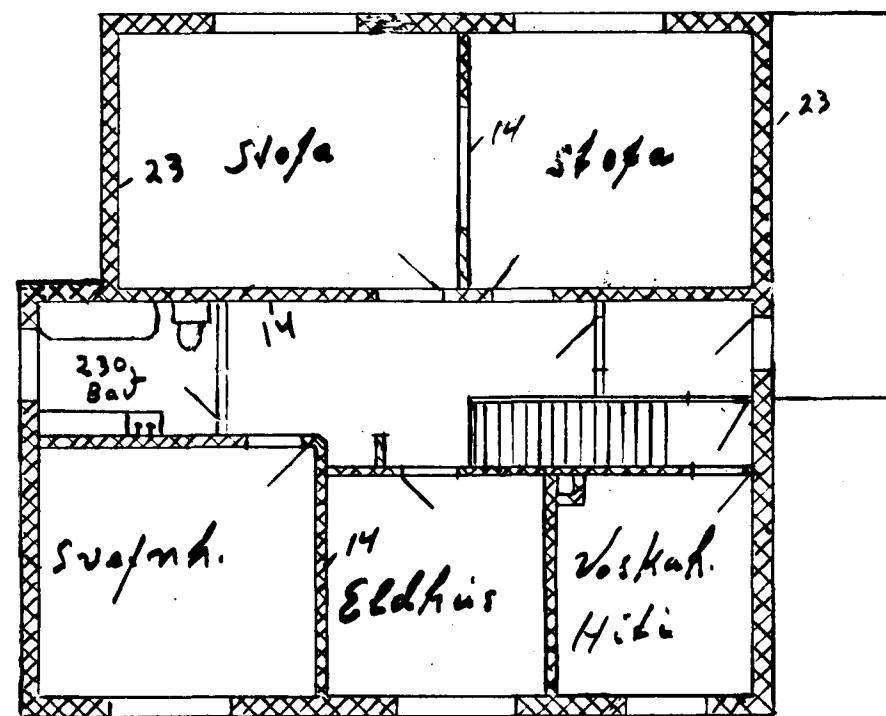 23
Stofa
14
stofa
23
14
230
Bað
Svefnh.
14
Eldhús
Voskah.
Hiti